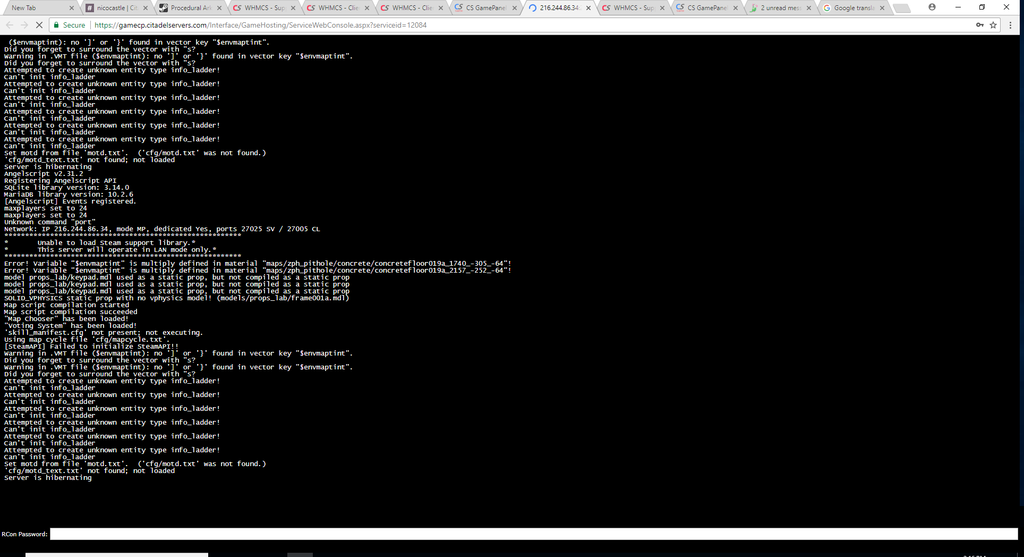 New Tab
nicocastle | Ci
Procedural Ani
WHMCS - Supp
WHMCS - Clie
WHMCS - Clie
CS GamePanel
216.244.86.34:
WHMCS - Supp
CS GamePanel
2 unread mess
Google transla
Secure https://gamecp.citadelservers.com/Interface/GameHosting/ServiceWebConsole.aspx?serviceid=12084
($envmaptint): no ']' or '}' found in vector key "$envmaptint".
Did you forget to surround the vector with "s?
Warning in .VMT file ($envmaptint): no ']' or '}' found in vector key "$envmaptint".
Did you forget to surround the vector with "s?
Attempted to create unknown entity type info_ladder!
Can't init info_ladder
Attempted to create unknown entity type info_ladder!
Can't init info_ladder
Attempted to create unknown entity type info_ladder!
Can't init info_ladder
Attempted to create unknown entity type info_ladder!
Can't init info_ladder
Attempted to create unknown entity type info_ladder!
Can't init info_ladder
Attempted to create unknown entity type info_ladder!
Can't init info_ladder
Set motd from file 'motd.txt'. ('cfg/motd.txt' was not found.)
'cfg/motd_text.txt' not found; not loaded
Server is hibernating
Angelscript v2.31.2
Registering Angelscript API
SQLite library version: 3.14.0
MariaDB library version: 10.2.6
[Angelscript] Events registered.
maxplayers set to 24
maxplayers set to 24
Unknown command "port"
Network: IP 216.244.86.34, mode MP, dedicated Yes, ports 27025 SV / 27005 CL
*********************************************************
* Unable to load Steam support library.*
* This server will operate in LAN mode only.*
*********************************************************
Error! Variable "$envmaptint" is multiply defined in material "maps/zph_pithole/concrete/concretefloor019a_1740_-305_-64"!
Error! Variable "$envmaptint" is multiply defined in material "maps/zph_pithole/concrete/concretefloor019a_2157_-252_-64"!
model props_lab/keypad.mdl used as a static prop, but not compiled as a static prop
model props_lab/keypad.mdl used as a static prop, but not compiled as a static prop
model props_lab/keypad.mdl used as a static prop, but not compiled as a static prop
SOLID_VPHYSICS static prop with no vphysics model! (models/props_lab/frame001a.mdl)
Map script compilation started
Map script compilation succeeded
"Map Chooser" has been loaded!
"Voting System" has been loaded!
'skill_manifest.cfg' not present; not executing.
Using map cycle file 'cfg/mapcycle.txt'.
[SteamAPI] Failed to initialize SteamAPI!!
Warning in .VMT file ($envmaptint): no ']' or '}' found in vector key "$envmaptint".
Did you forget to surround the vector with "s?
Warning in .VMT file ($envmaptint): no ']' or '}' found in vector key "$envmaptint".
Did you forget to surround the vector with "s?
Attempted to create unknown entity type info_ladder!
Can't init info_ladder
Attempted to create unknown entity type info_ladder!
Can't init info_ladder
Attempted to create unknown entity type info_ladder!
Can't init info_ladder
Attempted to create unknown entity type info_ladder!
Can't init info_ladder
Attempted to create unknown entity type info_ladder!
Can't init info_ladder
Attempted to create unknown entity type info_ladder!
Can't init info_ladder
Set motd from file 'motd.txt'. ('cfg/motd.txt' was not found.)
'cfg/motd_text.txt' not found; not loaded
Server is hibernating
RCon Password: